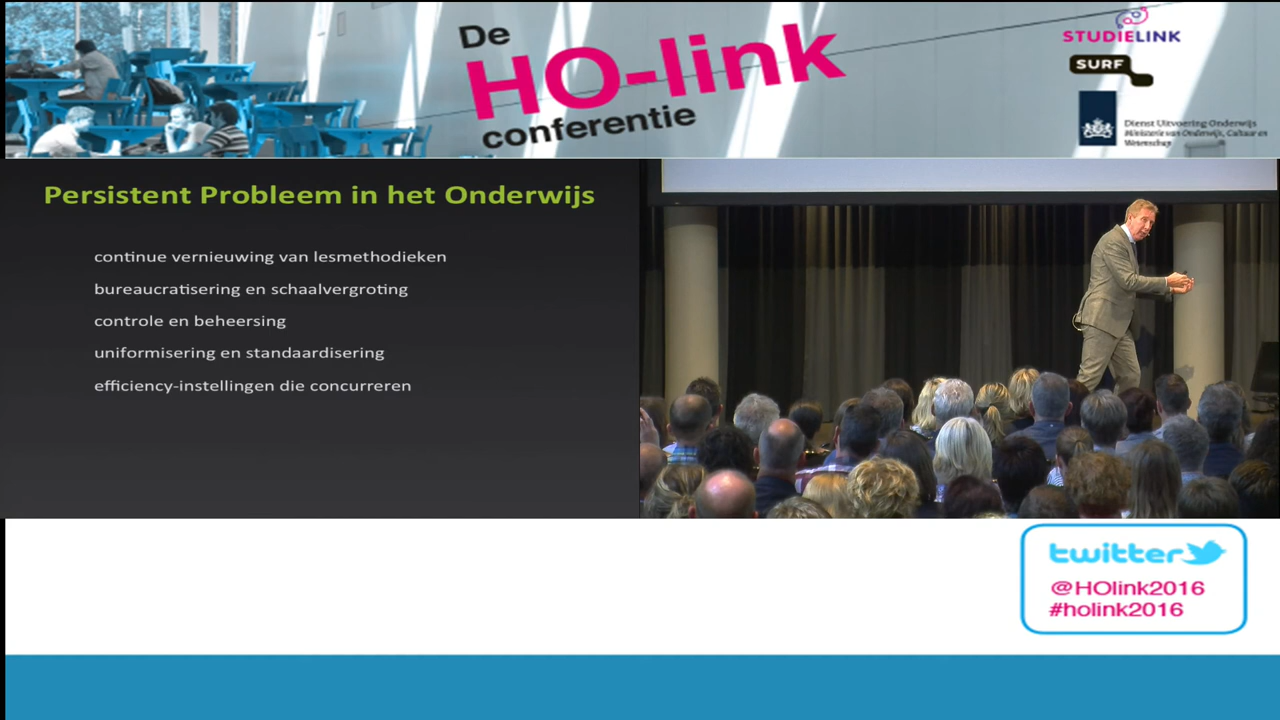 De
HO-link
conferentie
STUDIELINK
SURF
Dienst Uitvoering Onderwijs
Ministerie van Onderwijs, Cultuur en
Wetenschap
Persistent Probleem in het Onderwijs
continue vernieuwing van lesmethodieken
bureaucratisering en schaalvergroting
controle en beheersing
uniformisering en standaardisering
efficiency-instellingen die concurreren
twitter
@HOlink2016
#holink2016